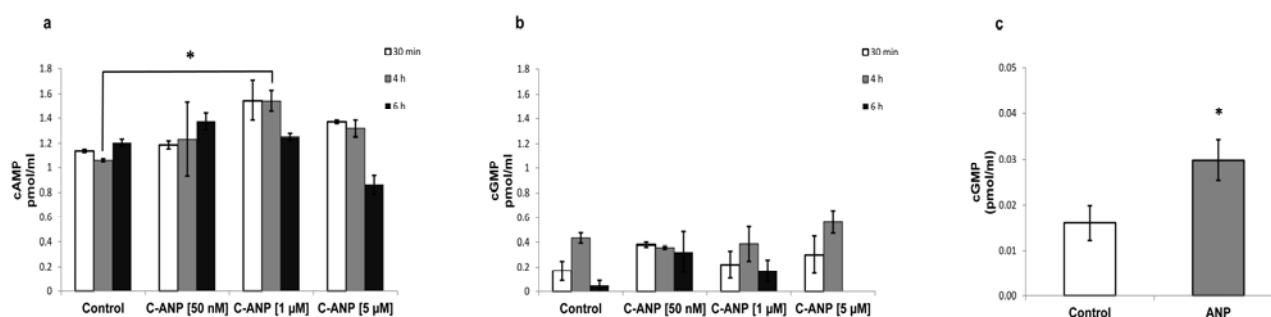 a
*
30 min
4 h
6 h
cAMP
pmol/ml
1.8
1.6
1.4
1.2
1
0.8
0.6
0.4
0.2
0
Control
C-ANP [50 nM]
C-ANP [1 µM]
C-ANP [5 µM]
b
30 min
4 h
6 h
cGMP
pmol/ml
1.8
1.6
1.4
1.2
1
0.8
0.6
0.4
0.2
0
Control
C-ANP [50 nM]
C-ANP [1 µM]
C-ANP [5 µM]
c
*
cGMP
(pmol/ml)
0.05
0.04
0.03
0.02
0.01
0.00
Control
ANP